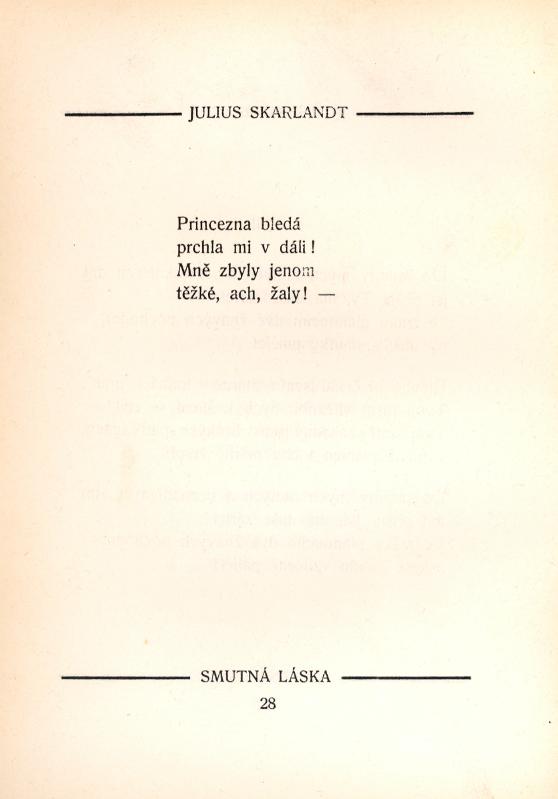 JULIUS SKARLANDT
Princezna bledá
prchla mi v dáli!
Mně zbyly jenom
těžké, ach, žaly! —
SMUTNÁ LÁSKA
28